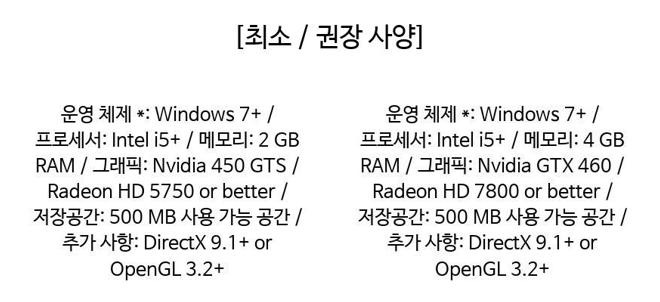 [최소 / 권장 사양]
운영 체제 *: Windows 7+ /
프로세서: Intel i5+ / 메모리: 2 GB
RAM / 그래픽: Nvidia 450 GTS /
Radeon HD 5750 or better /
저장공간: 500 MB 사용 가능 공간 /
추가 사항: DirectX 9.1+ or
OpenGL 3.2+
운영 체제 *: Windows 7+ /
프로세서: Intel i5+ / 메모리: 4 GB
RAM / 그래픽: Nvidia GTX 460 /
Radeon HD 7800 or better /
저장공간: 500 MB 사용 가능 공간 /
추가 사항: DirectX 9.1+ or
OpenGL 3.2+